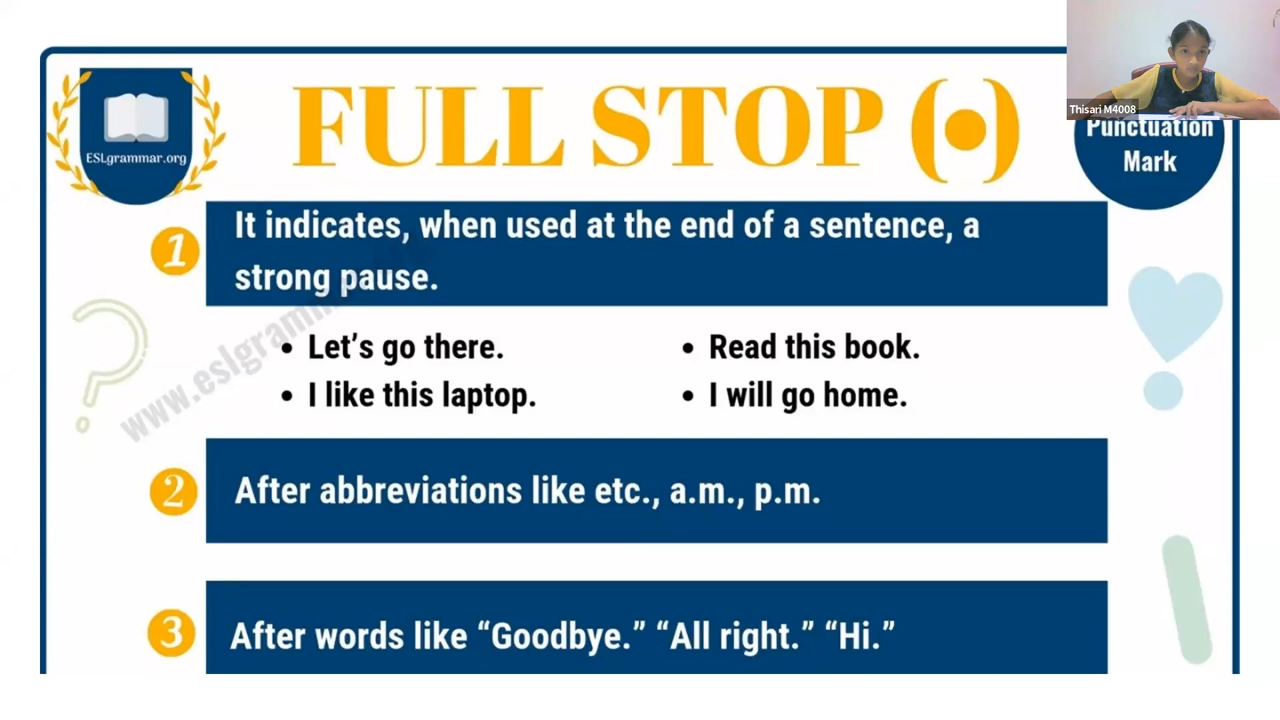 ESLgrammar.org
FULL STOP (•)
Thisari M4008
Punctuation
Mark
1
It indicates, when used at the end of a sentence, a
strong pause.
• Let’s go there.
• Read this book.
• I like this laptop.
• I will go home.
2
After abbreviations like etc., a.m., p.m.
3
After words like “Goodbye.” “All right.” “Hi.”